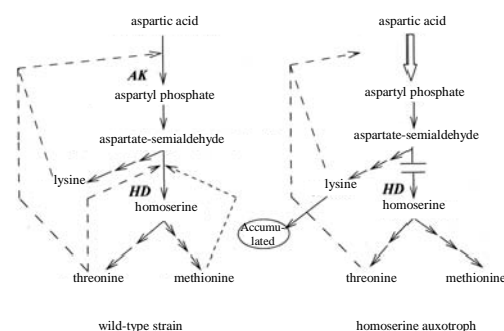 aspartic acid
AK
aspartyl phosphate
aspartate-semialdehyde
lysine
HD
homoserine
threonine
methionine
wild-type strain
aspartic acid
aspartyl phosphate
aspartate-semialdehyde
lysine
HD
homoserine
Accumu-
lated
threonine
methionine
homoserine auxotroph